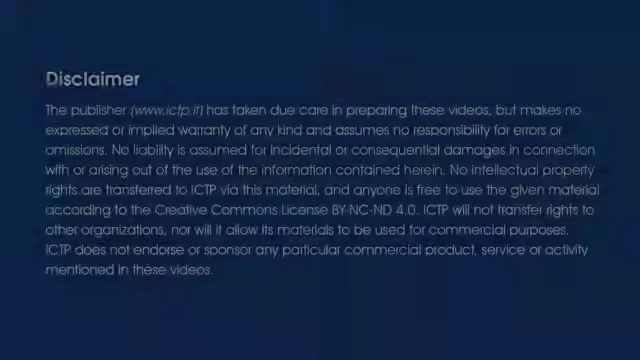 Disclaimer
The publisher (www.ictp.it) has taken due care in preparing these videos, but makes no
expressed or implied warranty of any kind and assumes no responsibility for errors or
omissions. No liability is assumed for incidental or consequential damages in connection
with or arising out of the use of the information contained herein. No intellectual property
rights are transferred to ICTP via this material, and anyone is free to use the given material
according to the Creative Commons License BY-NC-ND 4.0. ICTP will not transfer rights to
other organizations, nor will it allow its materials to be used for commercial purposes.
ICTP does not endorse or sponsor any particular commercial product, service or activity
mentioned in these videos.